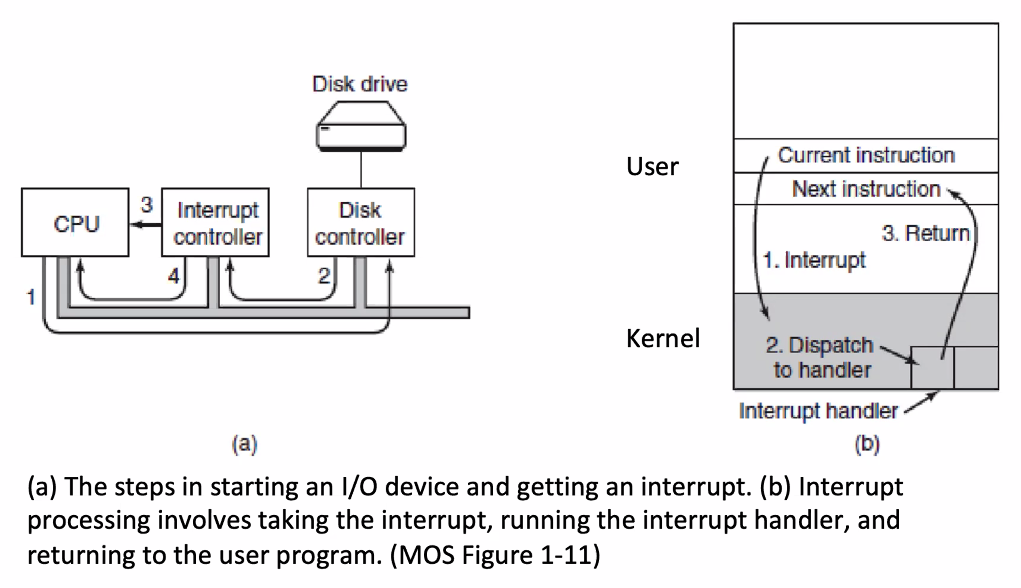 Disk drive
CPU
3
Interrupt
controller
Disk
controller
1
4
2
(a)
User
Kernel
Current instruction
Next instruction
3. Return
1. Interrupt
2. Dispatch
to handler
Interrupt handler
(b)
(a) The steps in starting an I/O device and getting an interrupt. (b) Interrupt
processing involves taking the interrupt, running the interrupt handler, and
returning to the user program. (MOS Figure 1-11)